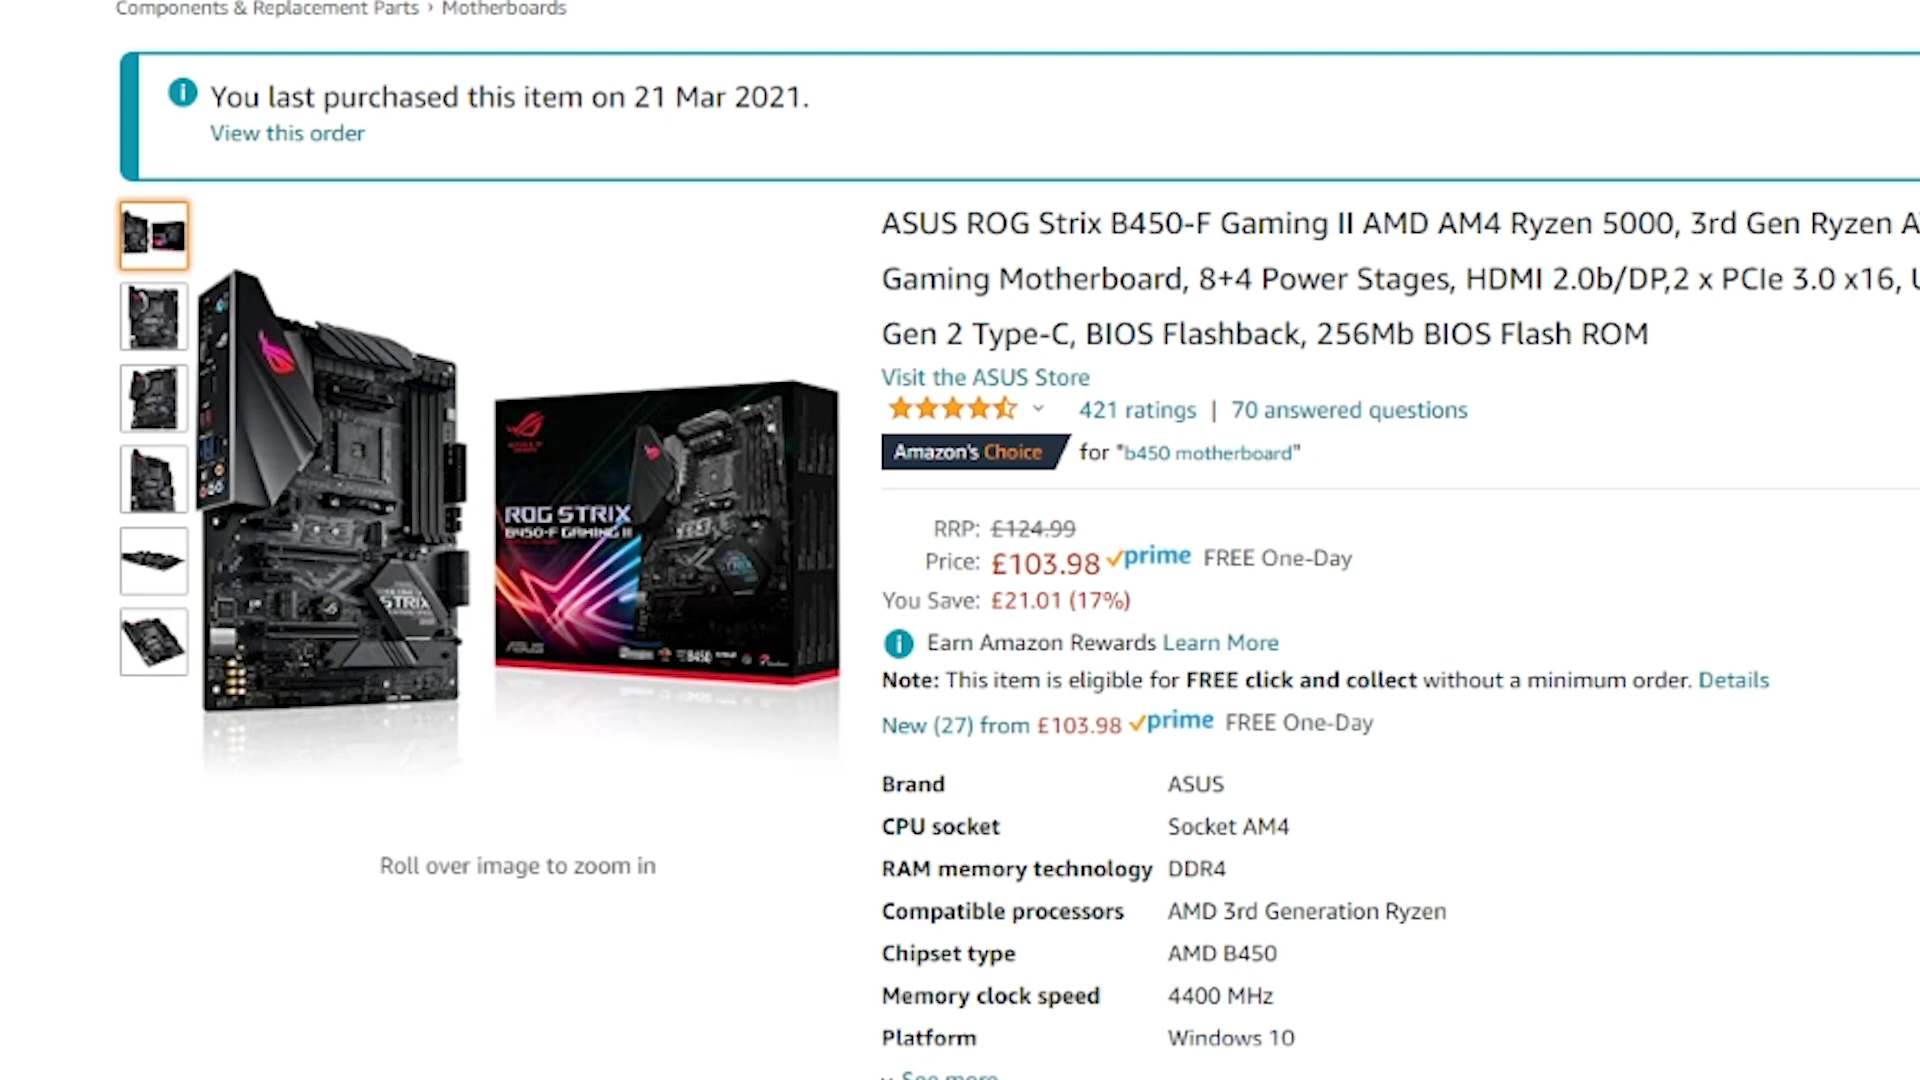 Components & Replacement Parts › Motherboards
You last purchased this item on 21 Mar 2021.
View this order
ASUS ROG Strix B450-F Gaming II AMD AM4 Ryzen 5000, 3rd Gen Ryzen
Gaming Motherboard, 8+4 Power Stages, HDMI 2.0b/DP,2 x PCIe 3.0 x16,
Gen 2 Type-C, BIOS Flashback, 256Mb BIOS Flash ROM
Visit the ASUS Store
421 ratings | 70 answered questions
Amazon's Choice for "b450 motherboard"
RRP: £124.99
Price: £103.98 prime FREE One-Day
You Save: £21.01 (17%)
Earn Amazon Rewards Learn More
Note: This item is eligible for FREE click and collect without a minimum order. Details
New (27) from £103.98 prime FREE One-Day
Brand ASUS
CPU socket Socket AM4
RAM memory technology DDR4
Compatible processors AMD 3rd Generation Ryzen
Chipset type AMD B450
Memory clock speed 4400 MHz
Platform Windows 10
See more
STRIX
ROG STRIX
B450-F GAMING II
B450
Roll over image to zoom in